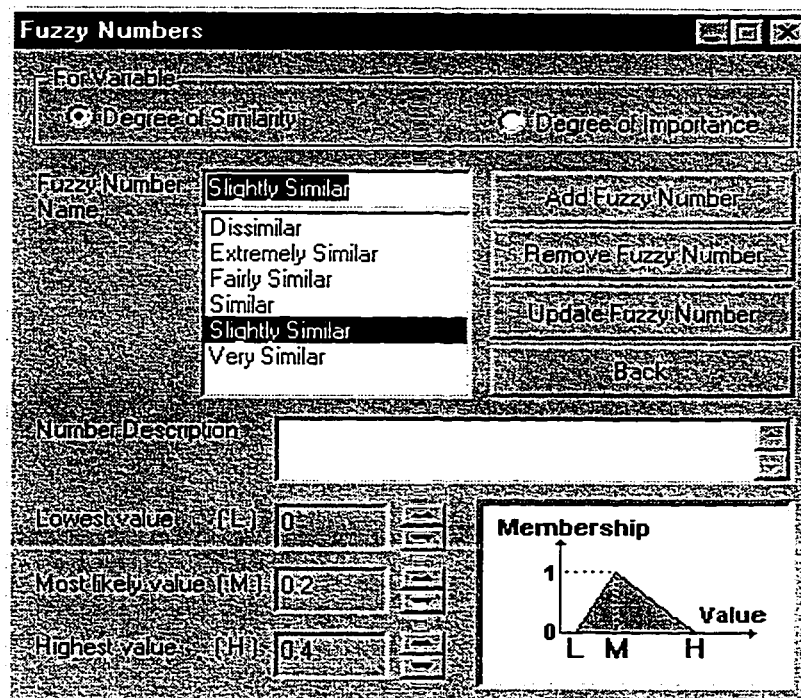 Fuzzy Numbers
For Variable
Degree of Similarity
Degree of Importance
Fuzzy Number Name
Slightly Similar
Dissimilar
Extremely Similar
Fairly Similar
Similar
Slightly Similar
Very Similar
Add Fuzzy Number
Remove Fuzzy Number
Update Fuzzy Number
Back
Number Description
Lowest value (L) 0
Most likely value (M) 0.2
Highest value (H) 0.4
Membership
1
0
Value
L M H